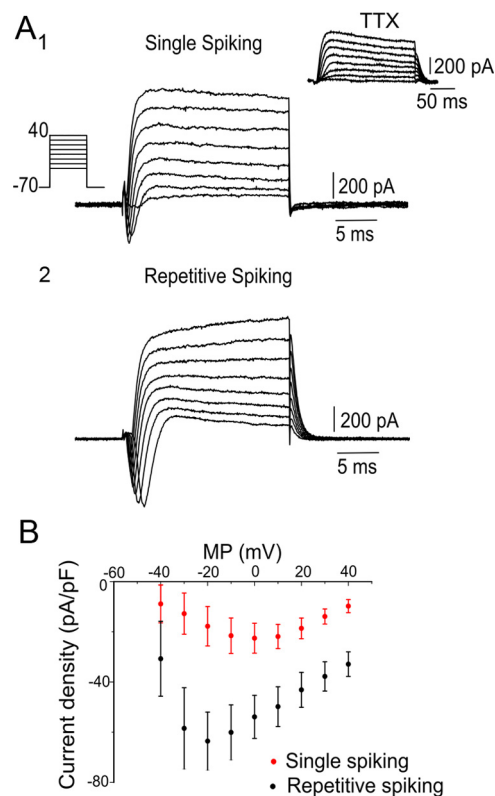 A1
Single Spiking
TTX
200 pA
50 ms
40
-70
200 pA
5 ms
2
Repetitive Spiking
200 pA
5 ms
B
MP (mV)
-60 -40 -20 0 20 40
0
-40
-80
Current density (pA/pF)
Single spiking
Repetitive spiking